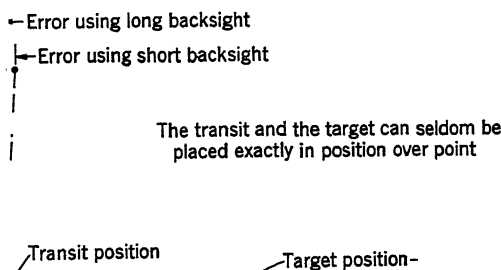 Error using long backsight
Error using short backsight
The transit and the target can seldom be
placed exactly in position over point
Transit position
Target position-